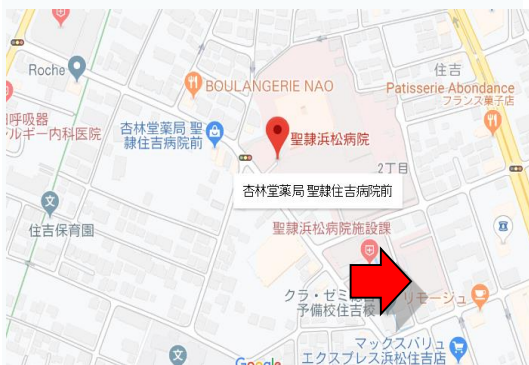 Roche
BOULANGERIE NAO
住吉
Patisserie Abondance
フランス菓子店
呼吸器
ルギー内科医院
杏林堂薬局 聖
隷住吉病院前
聖隷浜松病院
2丁目
杏林堂薬局 聖隷住吉病院前
住吉保育園
聖隷浜松病院施設課
クラ・ゼミ
予備校住吉校
リモージュ
マックスバリュ
エクスプレス浜松住吉店
Google